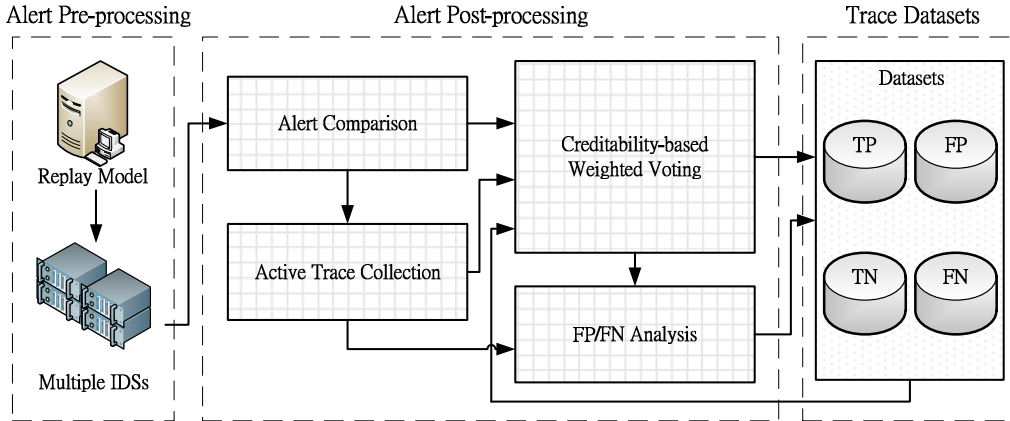 Alert Pre-processing
Alert Post-processing
Trace Datasets
Replay Model
Multiple IDSs
Alert Comparison
Active Trace Collection
Creditability-based
Weighted Voting
FP/FN Analysis
Datasets
TP
FP
TN
FN